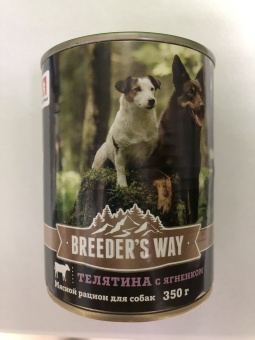 BREEDER'S WAY
ТЕЛЯТИНА С ЯГНЕНКОМ
Мясной рацион для собак 350 г